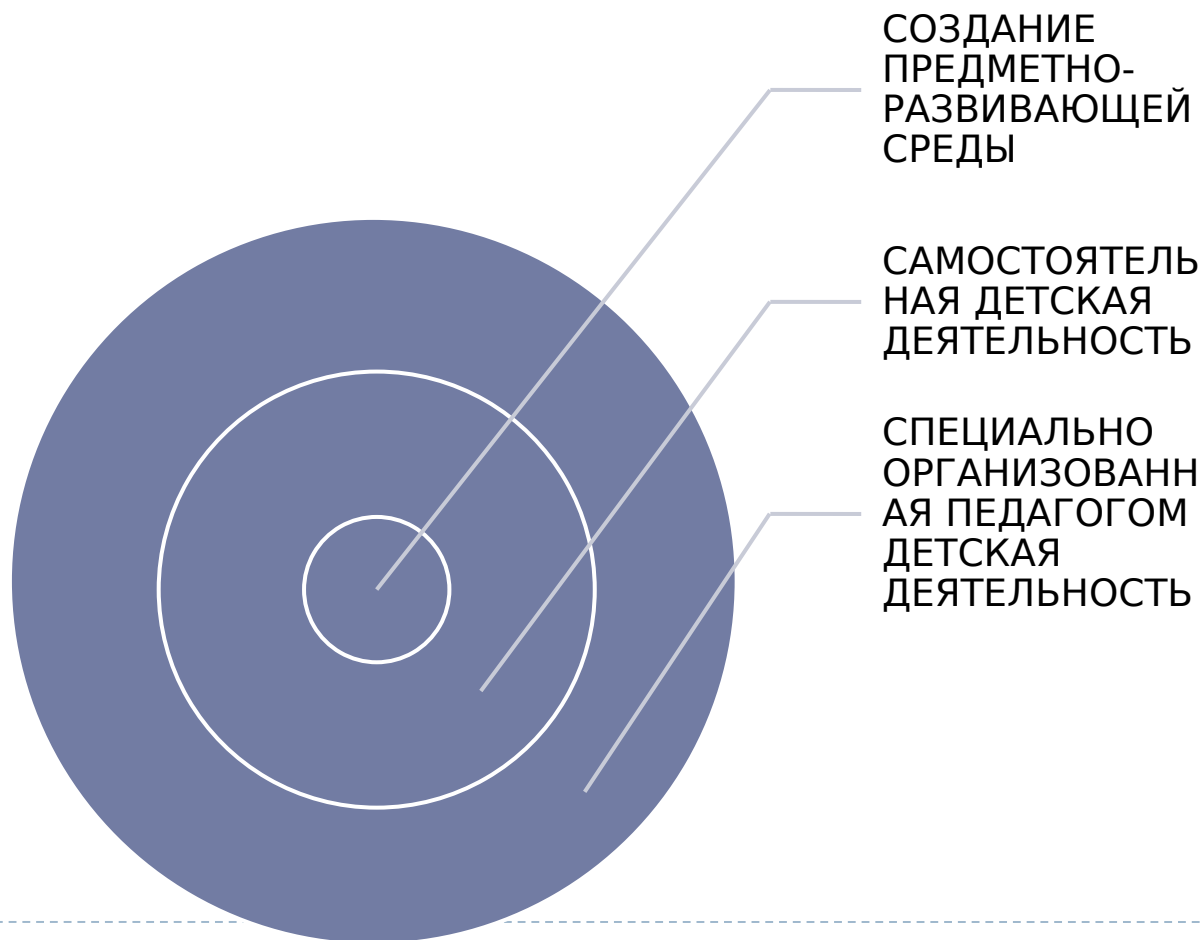 СОЗДАНИЕ
ПРЕДМЕТНО-
РАЗВИВАЮЩЕЙ
СРЕДЫ
САМОСТОЯТЕЛЬ
НАЯ ДЕТСКАЯ
ДЕЯТЕЛЬНОСТЬ
СПЕЦИАЛЬНО
ОРГАНИЗОВАНН
АЯ ПЕДАГОГОМ
ДЕТСКАЯ
ДЕЯТЕЛЬНОСТЬ